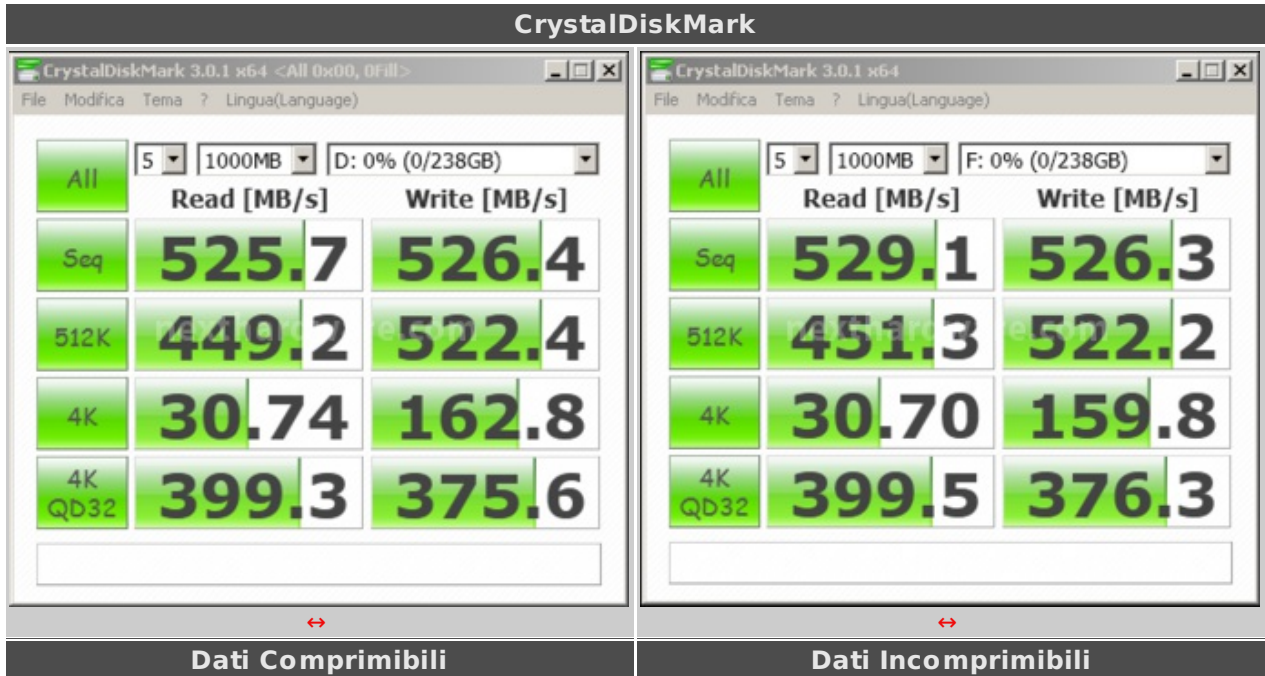 CrystalDiskMark
CrystalDiskMark 3.0.1 x64 <All 0x00, 0Fill>
File Modifica Tema ? Lingua(Language)
All 5 1000MB D: 0% (0/238GB)
Read [MB/s] Write [MB/s]
Seq 525.7 526.4
512K 449.2 522.4
4K 30.74 162.8
4K QD32 399.3 375.6
nexthardware.com
↔
Dati Comprimibili
CrystalDiskMark 3.0.1 x64
File Modifica Tema ? Lingua(Language)
All 5 1000MB F: 0% (0/238GB)
Read [MB/s] Write [MB/s]
Seq 529.1 526.3
512K 451.3 522.2
4K 30.70 159.8
4K QD32 399.5 376.3
nexthardware.com
↔
Dati Incomprimibili